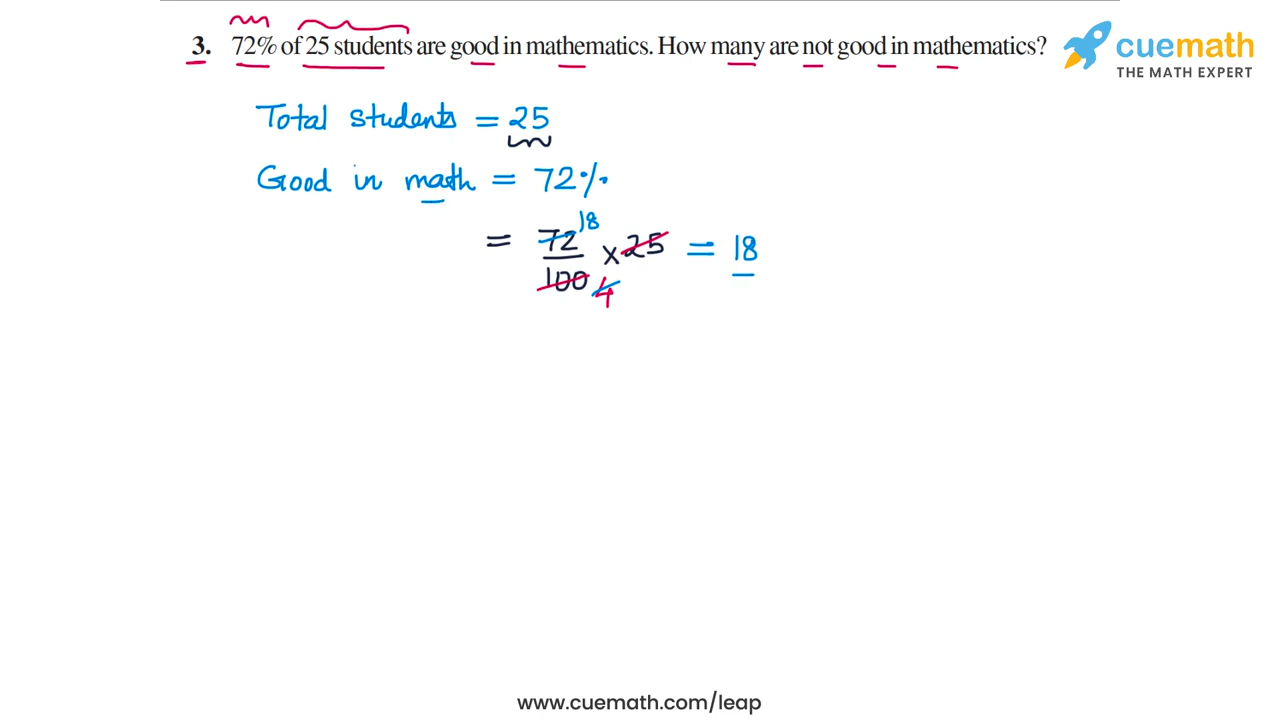 3. 72% of 25 students are good in mathematics. How many are not good in mathematics?
cuemath
THE MATH EXPERT
Total students = 25
Good in math = 72%
18
= 72/100 × 25 = 18
4
www.cuemath.com/leap